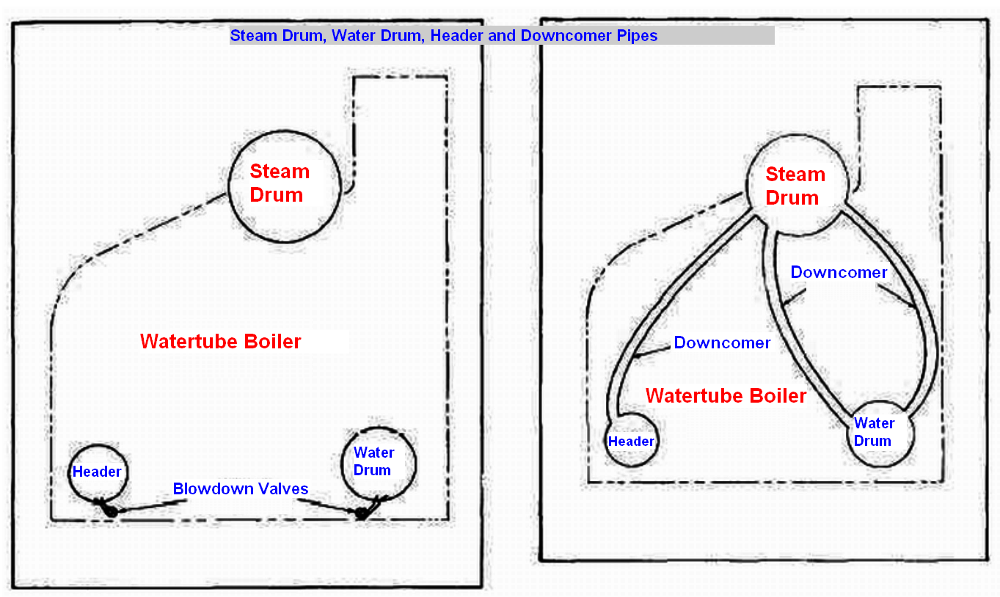 Steam Drum, Water Drum, Header and Downcomer Pipes
Steam
Drum
Watertube Boiler
Header
Water
Drum
Blowdown Valves
Steam
Drum
Downcomer
Downcomer
Watertube Boiler
Header
Water
Drum